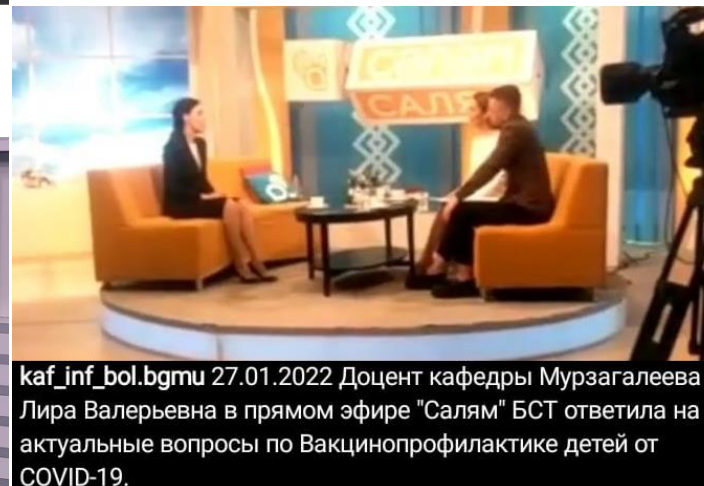 САЛЯМ
kaf_inf_bol.bgmu 27.01.2022 Доцент кафедры Мурзагалеева
Лира Валерьевна в прямом эфире "Салям" БСТ ответила на
актуальные вопросы по Вакцинопрофилактике детей от
COVID-19.